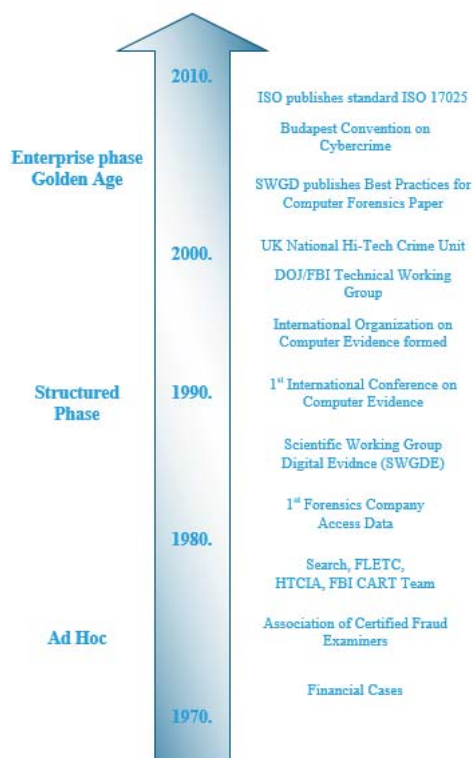 2010.
ISO publishes standard ISO 17025
Budapest Convention on
Cybercrime
Enterprise phase
Golden Age
SWGD publishes Best Practices for
Computer Forensics Paper
2000.
UK National Hi-Tech Crime Unit
DOJ/FBI Technical Working
Group
International Organization on
Computer Evidence formed
Structured
Phase
1990.
1st International Conference on
Computer Evidence
Scientific Working Group
Digital Evidnce (SWGDE)
1st Forensics Company
Access Data
1980.
Search, FLETC,
HTCIA, FBI CART Team
Ad Hoc
Association of Certified Fraud
Examiners
Financial Cases
1970.